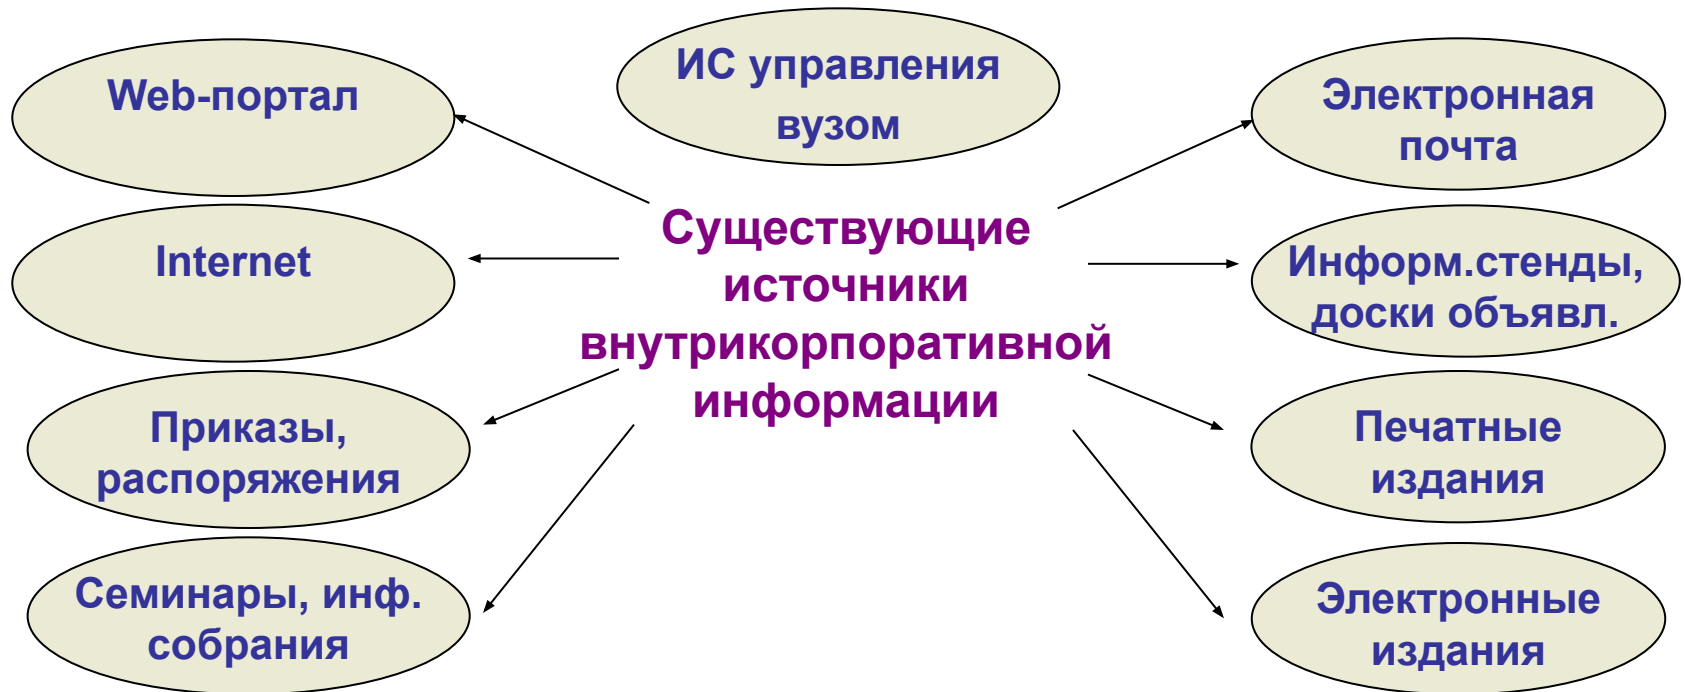 Web-портал
ИС управления
вузом
Электронная
почта
Существующие
источники
внутрикорпоративной
информации
Internet
Информ.стенды,
доски объявл.
Приказы,
распоряжения
Печатные
издания
Семинары, инф.
собрания
Электронные
издания